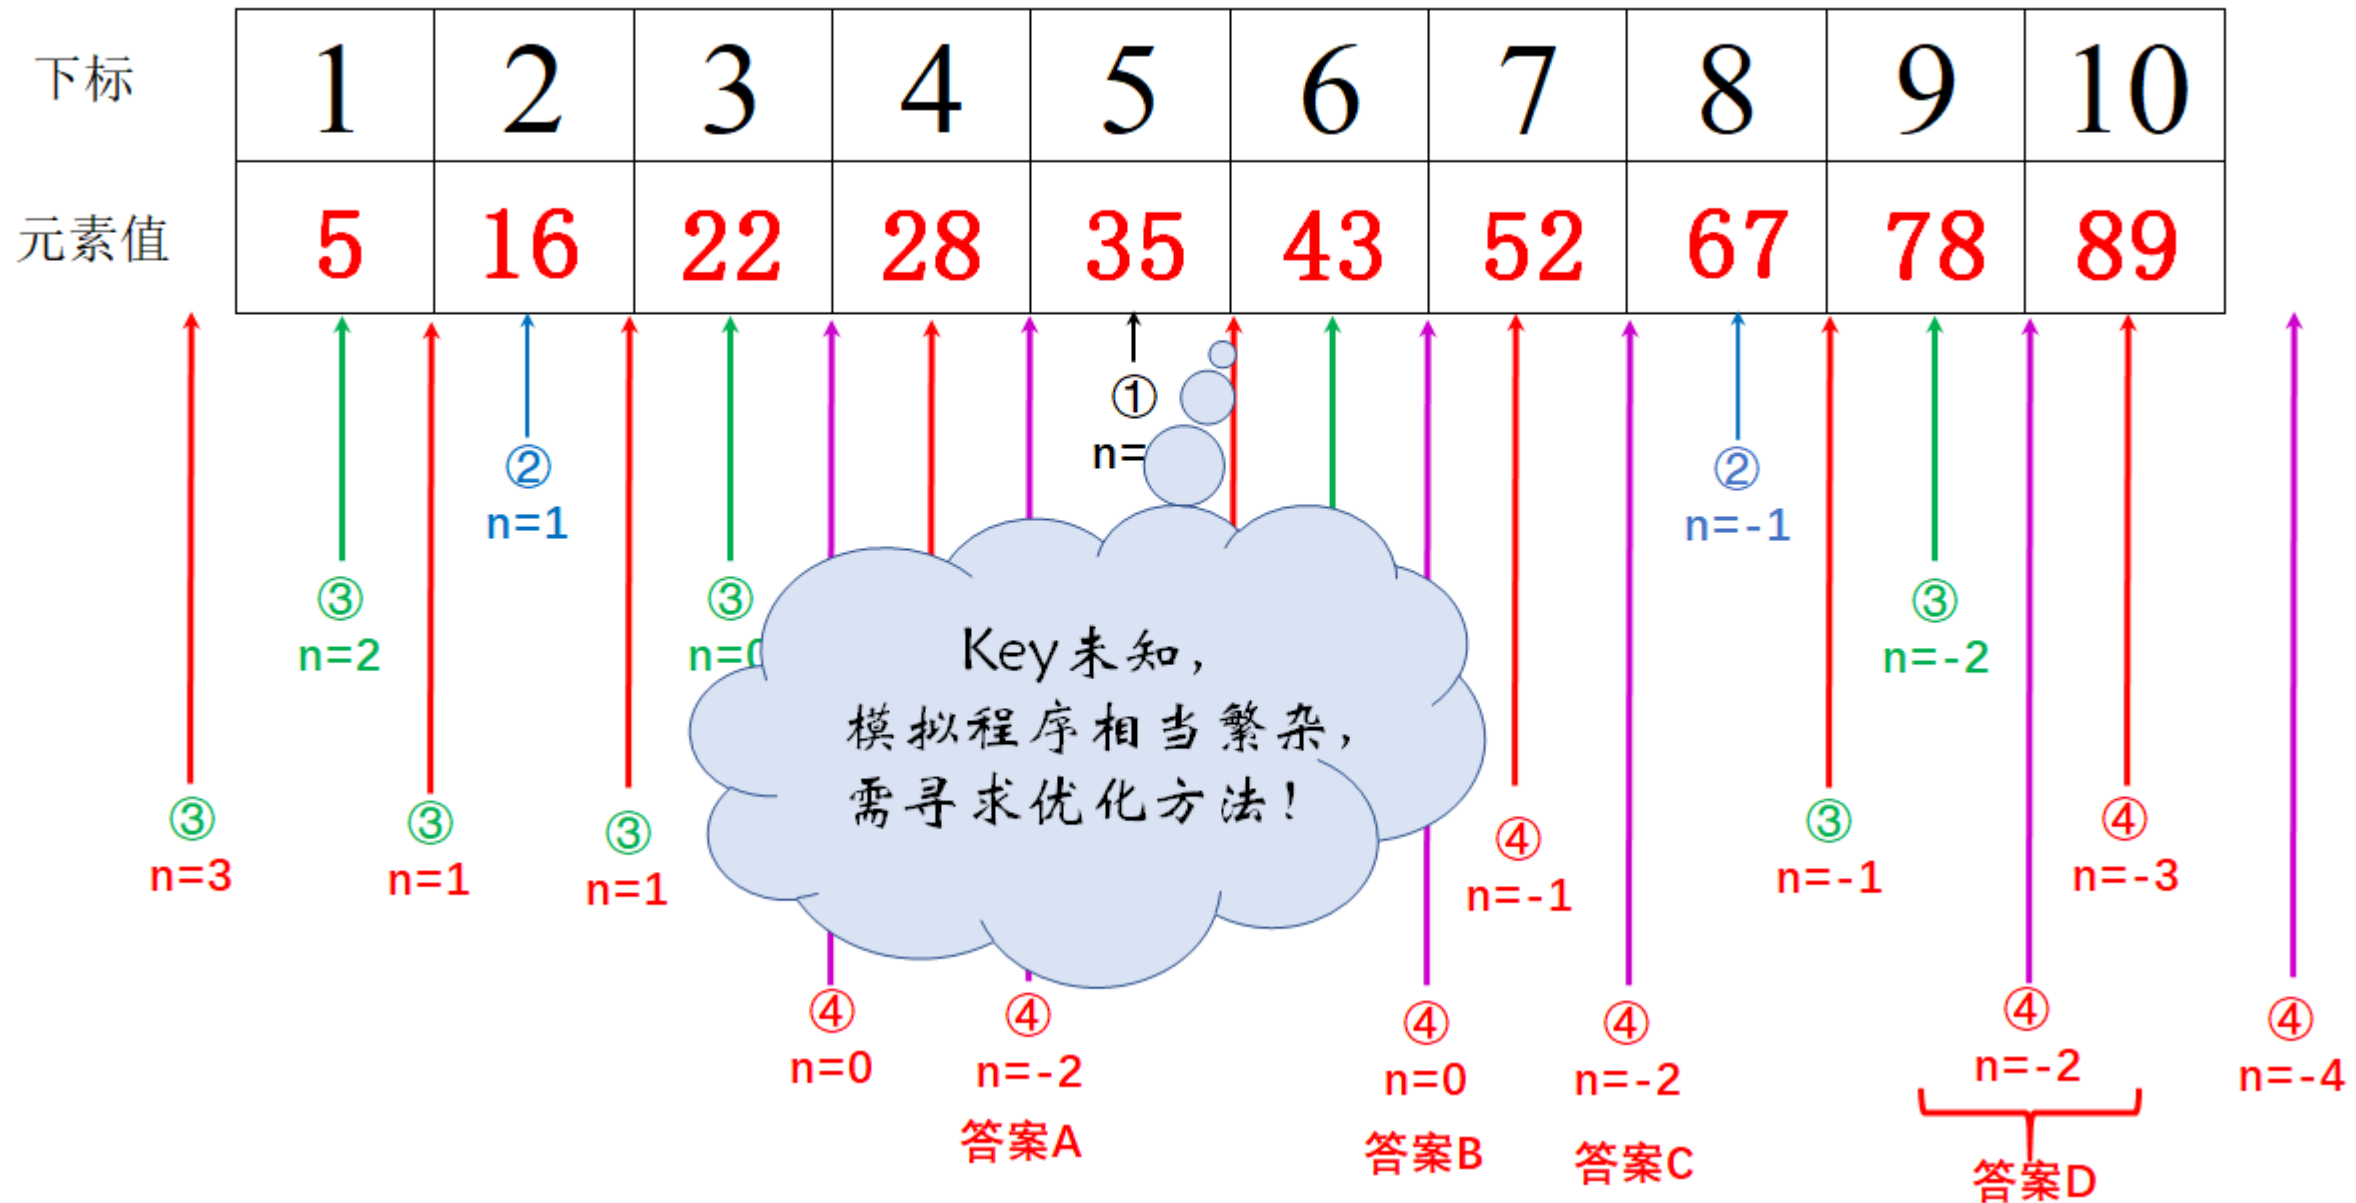 下标 1 2 3 4 5 6 7 8 9 10
元素值 5 16 22 28 35 43 52 67 78 89
①
n=
②
n=1
②
n=-1
③
n=2
③
n=0
③
n=-2
Key未知,
模拟程序相当繁杂,
需寻求优化方法!
③
n=3
③
n=1
③
n=1
④
n=-1
③
n=-1
④
n=-3
④
n=0
④
n=-2
答案A
④
n=0
答案B
④
n=-2
答案C
④
n=-2
答案D
④
n=-4